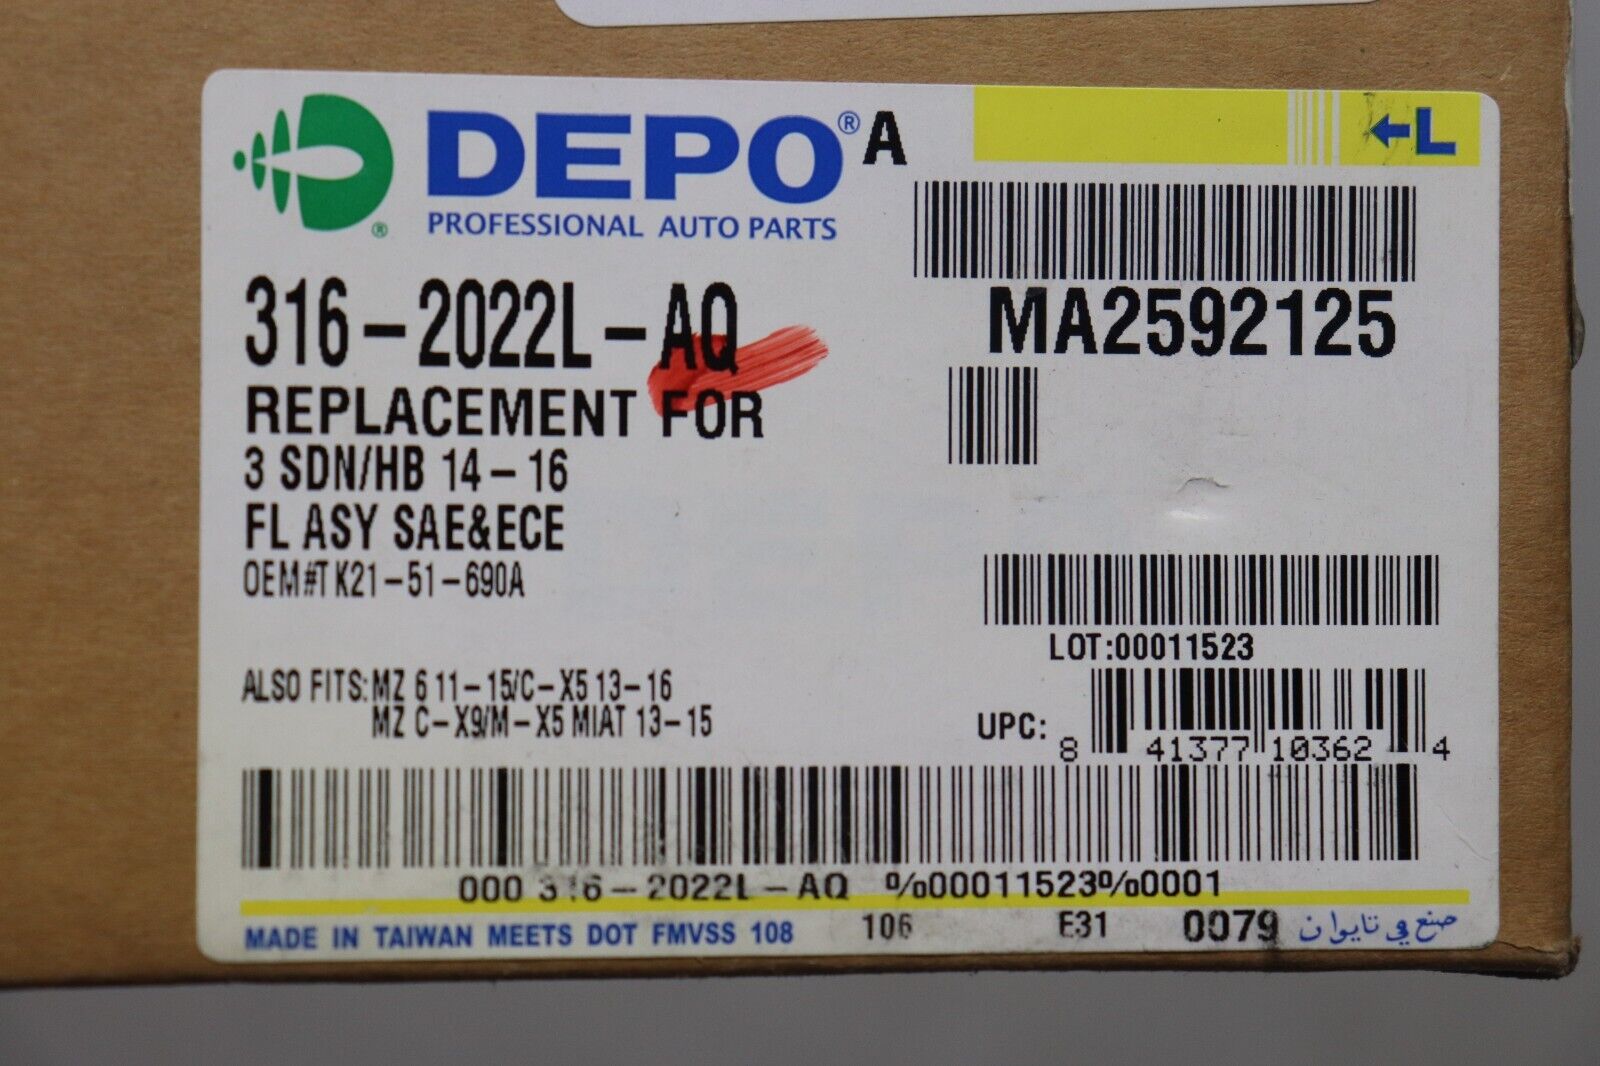 DEPO® A
PROFESSIONAL AUTO PARTS
®
L
316-2022L-AQ
MA2592125
REPLACEMENT FOR
3 SDN/HB 14-16
FL ASY SAE&ECE
OEM#TK21-51-690A
LOT:00011523
ALSO FITS: MZ 6 11-15/C-X5 13-16
MZ C-X9/M-X5 MIAT 13-15
UPC: 8 41377 10362 4
000 316-2022L-AQ %00011523%0001
MADE IN TAIWAN MEETS DOT FMVSS 108 106 E31 0079 صنع في تايوان